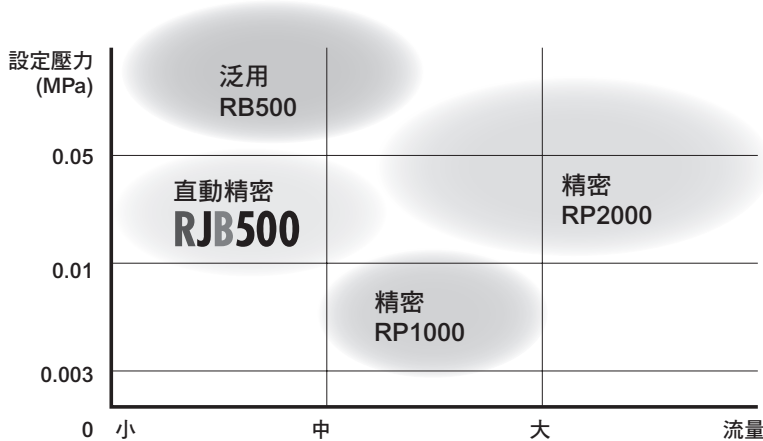 設定壓力
(MPa)
泛用
RB500
0.05
直動精密
RJB500
精密
RP2000
0.01
精密
RP1000
0.003
0 小 中 大 流量